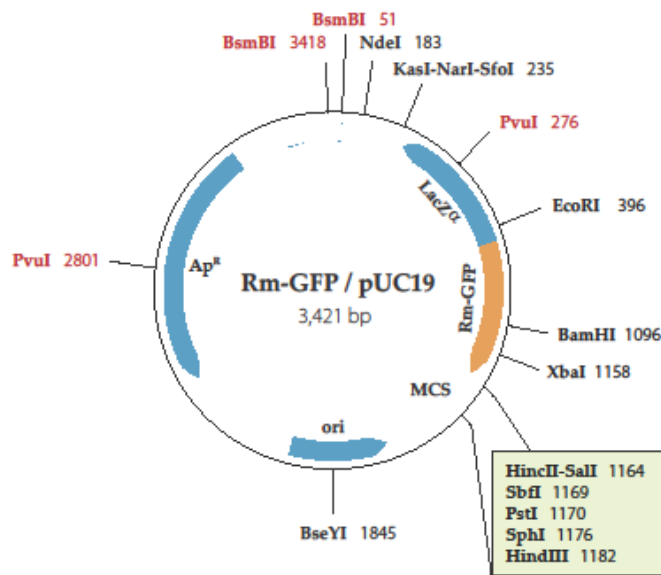 BsmBI 51
BsmBI 3418
NdeI 183
KasI-NarI-SfoI 235
PvuI 276
LacZα
EcoRI 396
PvuI 2801
Apᴿ
Rm-GFP / pUC19
3,421 bp
Rm-GFP
BamHI 1096
XbaI 1158
MCS
ori
HincII-SalI 1164
SbfI 1169
PstI 1170
SphI 1176
HindIII 1182
BseYI 1845